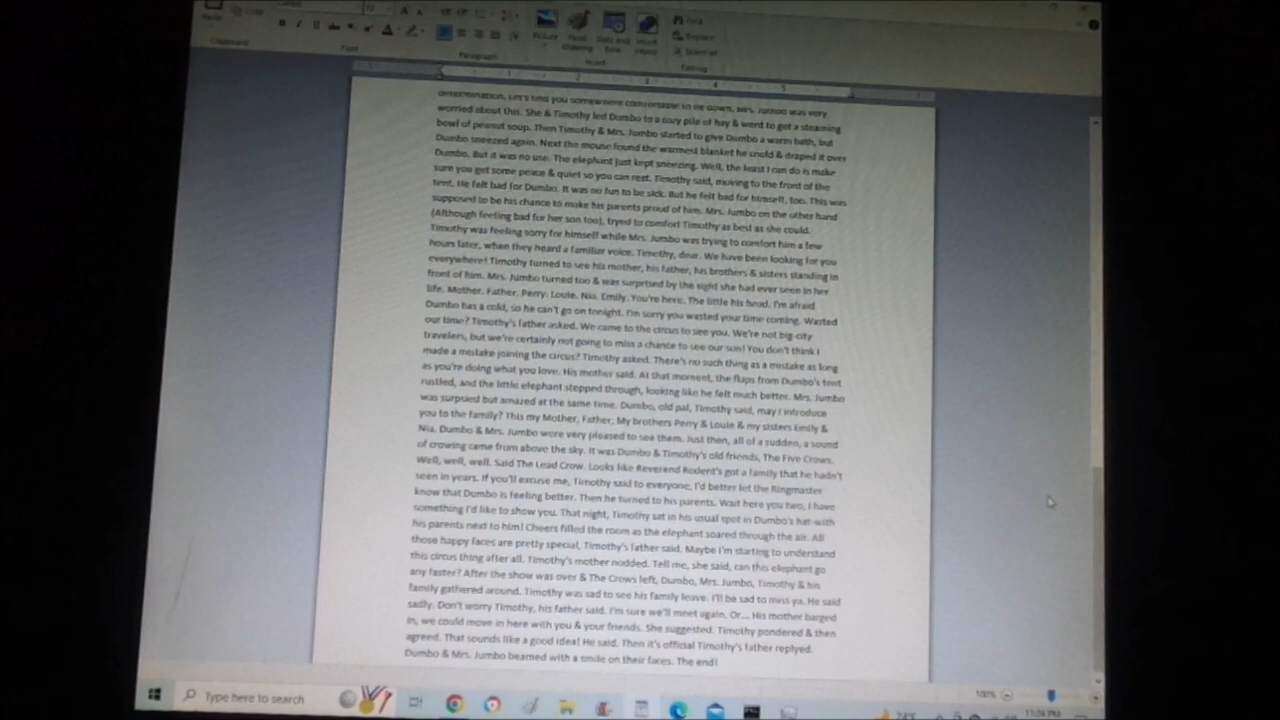 Find
Replace
Select all
Picture
Paint drawing
Date and time
Insert object
Clipboard
Font
Paragraph
Insert
Editing
determination. Let's find you somewhere comfortable to lie down. Mrs. Jumbo was very
worried about this. She & Timothy led Dumbo to a cozy pile of hay & went to get a steaming
bowl of peanut soup. Then Timothy & Mrs. Jumbo started to give Dumbo a warm bath, but
Dumbo sneezed again. Next the mouse found the warmest blanket he could & draped it over
Dumbo. But it was no use. The elephant just kept sneezing. Well, the least I can do is make
sure you get some peace & quiet so you can rest. Timothy said, moving to the front of the
tent. He felt bad for Dumbo. It was no fun to be sick. But he felt bad for himself, too. This was
supposed to be his chance to make his parents proud of him. Mrs. Jumbo on the other hand
(Although feeling bad for her son too), tryed to comfort Timothy as best as she could.
Timothy was feeling sorry for himself while Mrs. Jumbo was trying to comfort him a few
hours later, when they heard a familiar voice. Timothy, dear. We have been looking for you
everywhere! Timothy turned to see his mother, his father, his brothers & sisters standing in
front of him. Mrs. Jumbo turned too & was surprised by the sight she had ever seen in her
life. Mother. Father. Perry. Louie. Nia. Emily. You're here. The little his head. I'm afraid
Dumbo has a cold, so he can't go on tonight. I'm sorry you wasted your time coming. Wasted
our time? Timothy's father asked. We came to the circus to see you. We're not big-city
travelers, but we're certainly not going to miss a chance to see our son! You don't think I
made a mistake joining the circus? Timothy asked. There's no such thing as a mistake as long
as you're doing what you love. His mother said. At that moment, the flaps from Dumbo's tent
rustled, and the little elephant stepped through, looking like he felt much better. Mrs. Jumbo
was surpsied but amazed at the same time. Dumbo, old pal, Timothy said, may I introduce
you to the family? This my Mother, Father, My brothers Perry & Louie & my sisters Emily &
Nia. Dumbo & Mrs. Jumbo were very pleased to see them. Just then, all of a sudden, a sound
of crowing came from above the sky. It was Dumbo & Timothy's old friends, The Five Crows.
Well, well, well. Said The Lead Crow. Looks like Reverend Rodent's got a family that he hadn't
seen in years. If you'll excuse me, Timothy said to everyone, I'd better let the Ringmaster
know that Dumbo is feeling better. Then he turned to his parents. Wait here you two, I have
something I'd like to show you. That night, Timothy sat in his usual spot in Dumbo's hat-with
his parents next to him! Cheers filled the room as the elephant soared through the air. All
those happy faces are pretty special, Timothy's father said. Maybe I'm starting to understand
this circus thing after all. Timothy's mother nodded. Tell me, she said, can this elephant go
any faster? After the show was over & The Crows left, Dumbo, Mrs. Jumbo, Timothy & his
family gathered around. Timothy was sad to see his family leave. I'll be sad to miss ya. He said
sadly. Don't worry Timothy, his father said. I'm sure we'll meet again. Or... His mother barged
in, we could move in here with you & your friends. She suggested. Timothy pondered & then
agreed. That sounds like a good idea! He said. Then it's official Timothy's father replyed.
Dumbo & Mrs. Jumbo beamed with a smile on their faces. The end!
100%
Type here to search
74°F
11:24 PM